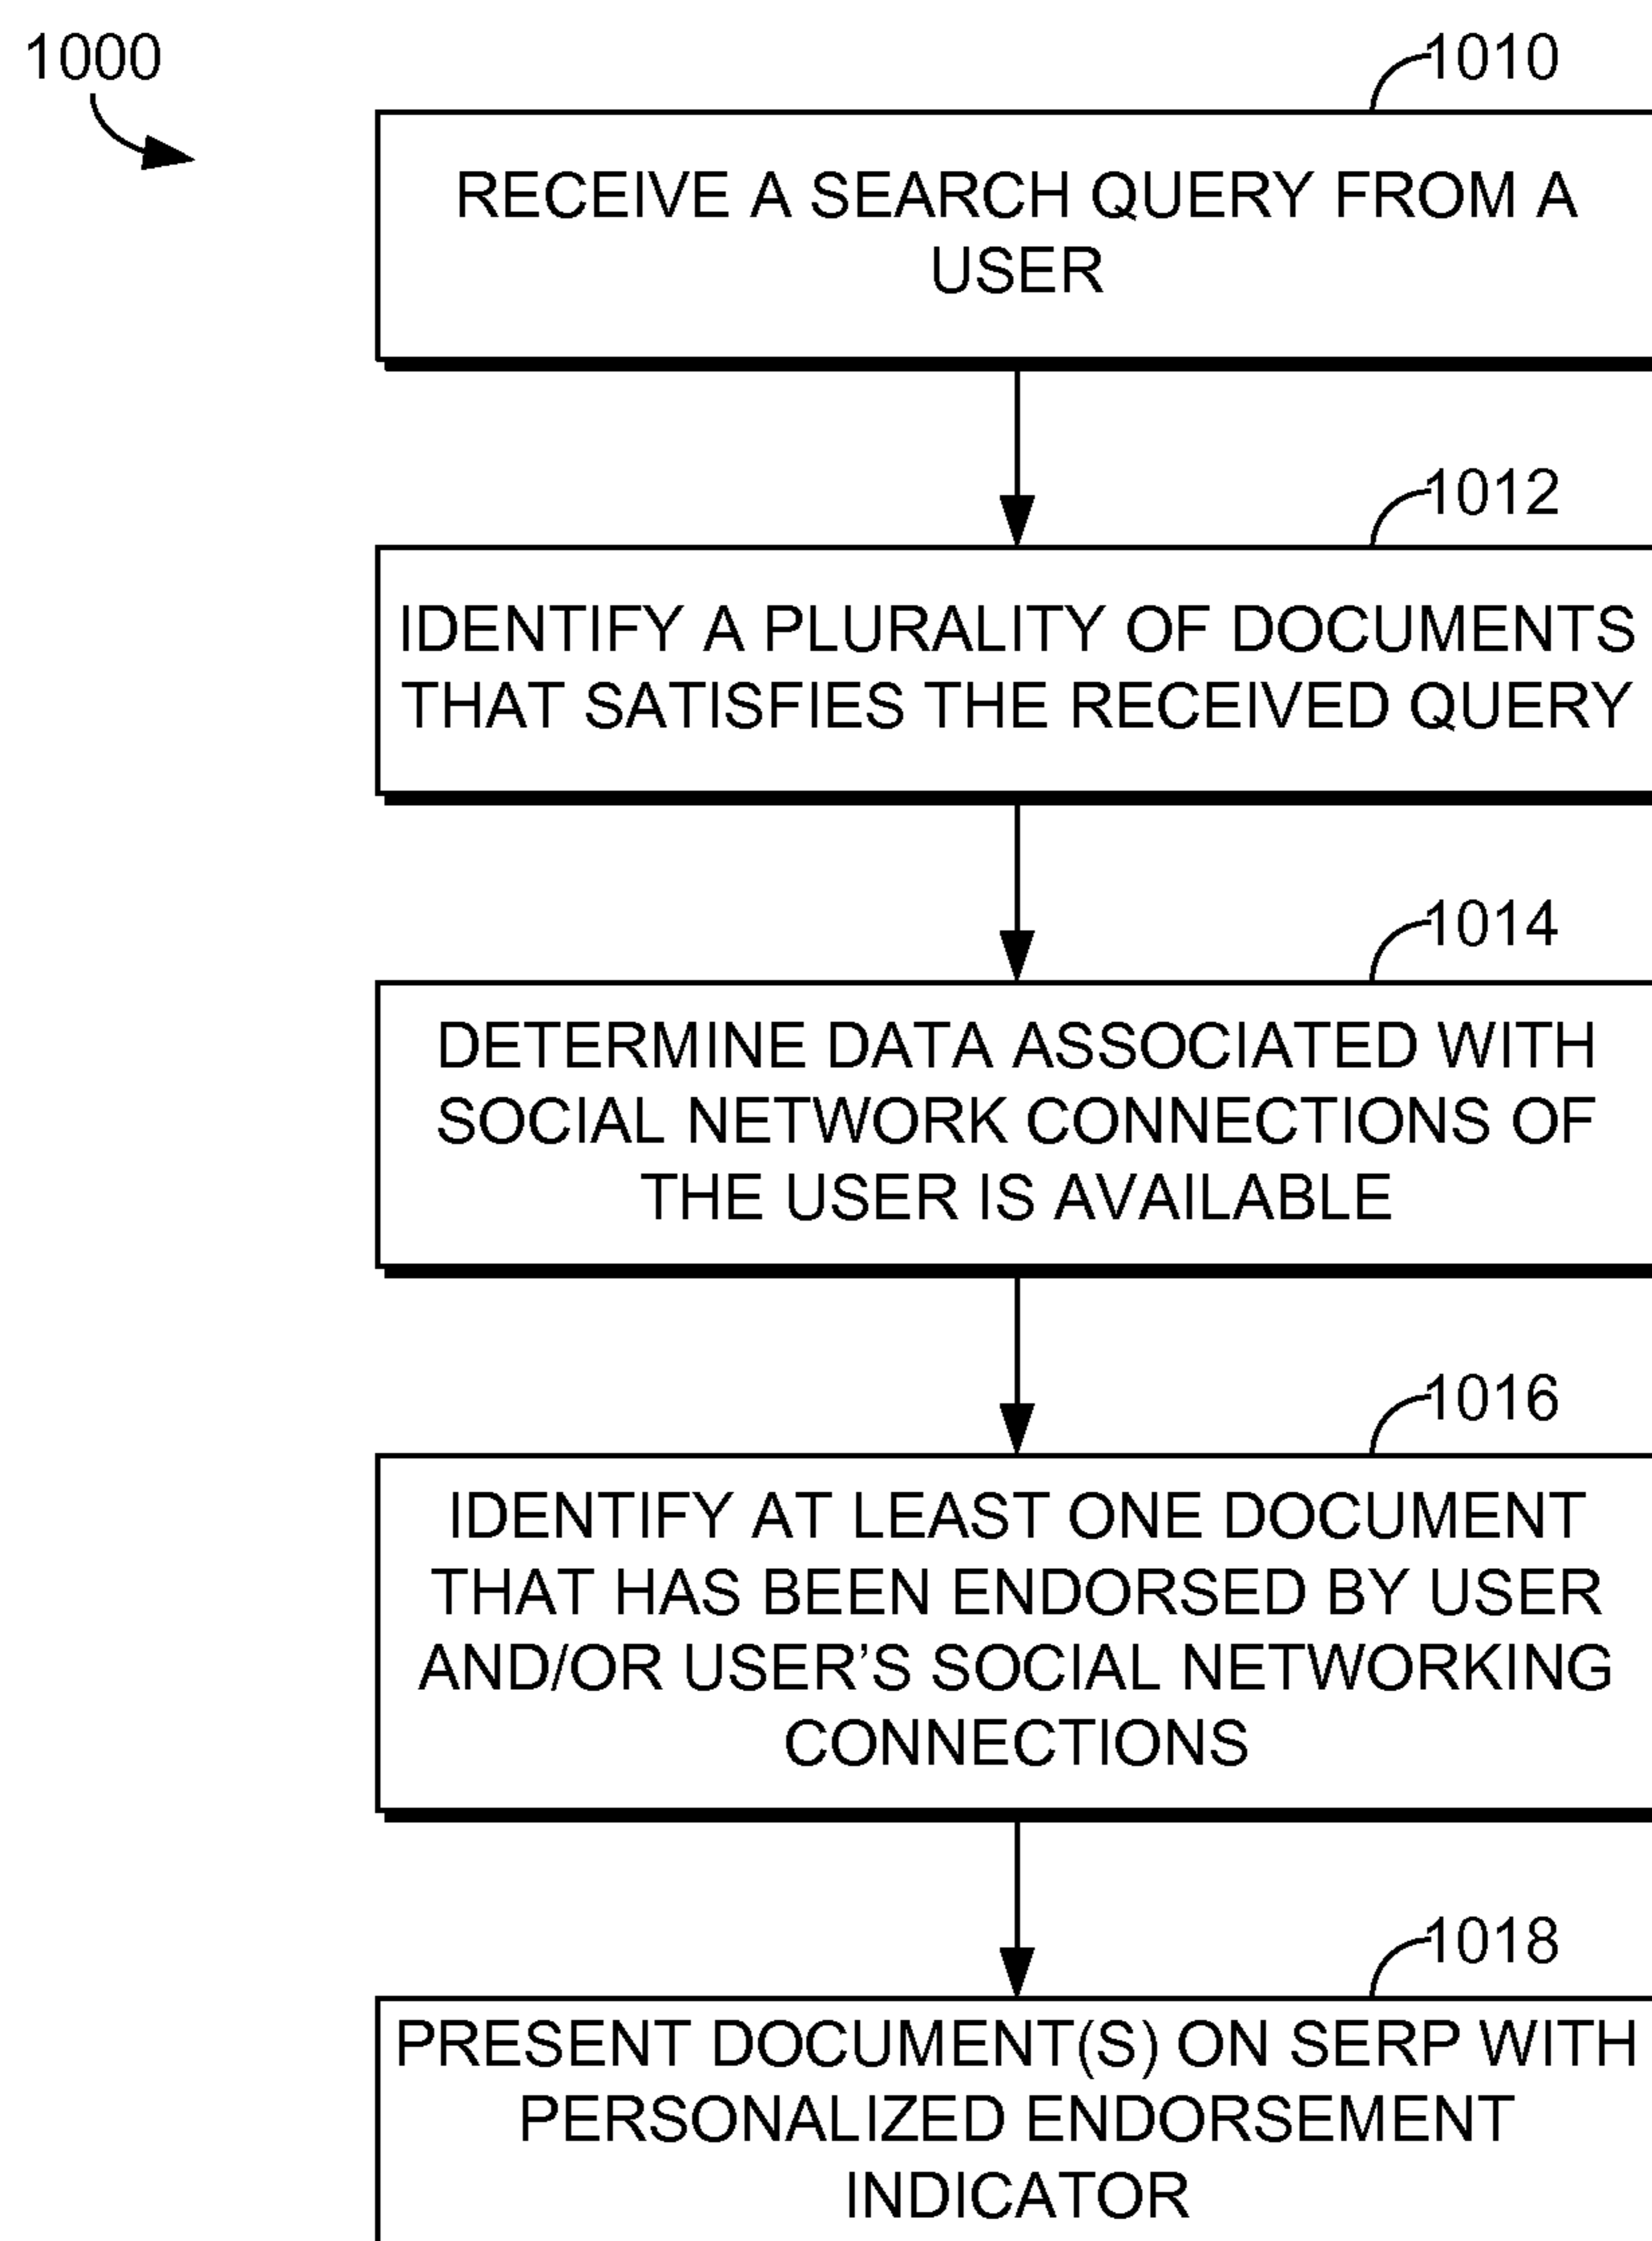 1000
1010
RECEIVE A SEARCH QUERY FROM A
USER
1012
IDENTIFY A PLURALITY OF DOCUMENTS
THAT SATISFIES THE RECEIVED QUERY
1014
DETERMINE DATA ASSOCIATED WITH
SOCIAL NETWORK CONNECTIONS OF
THE USER IS AVAILABLE
1016
IDENTIFY AT LEAST ONE DOCUMENT
THAT HAS BEEN ENDORSED BY USER
AND/OR USER'S SOCIAL NETWORKING
CONNECTIONS
1018
PRESENT DOCUMENT(S) ON SERP WITH
PERSONALIZED ENDORSEMENT
INDICATOR